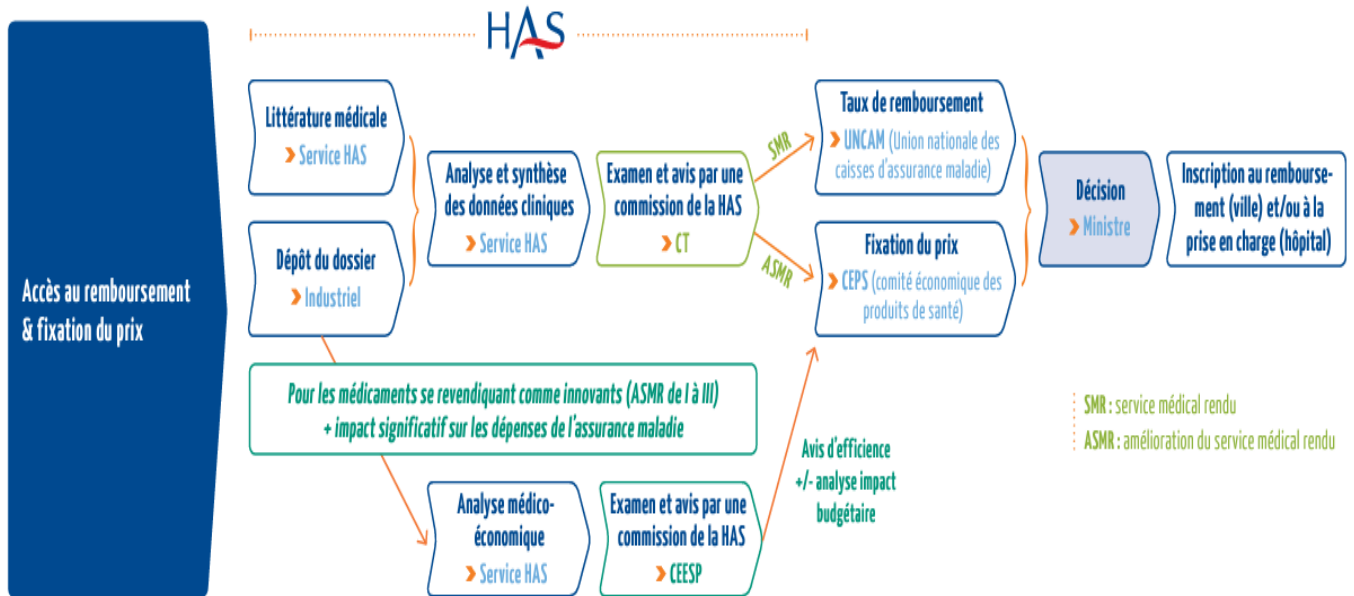 HAS
Accès au remboursement
& fixation du prix
Littérature médicale
> Service HAS
Dépôt du dossier
> Industriel
Analyse et synthèse
des données cliniques
> Service HAS
Examen et avis par une
commission de la HAS
> CT
SMR
ASMR
Taux de remboursement
> UNCAM (Union nationale des
caisses d'assurance maladie)
Fixation du prix
> CEPS (comité économique des
produits de santé)
Décision
> Ministre
Inscription au rembourse-
ment (ville) et/ou à la
prise en charge (hôpital)
Pour les médicaments se revendiquant comme innovants (ASMR de I à III)
+ impact significatif sur les dépenses de l'assurance maladie
Analyse médico-
économique
> Service HAS
Examen et avis par une
commission de la HAS
> CEESP
Avis d'efficience
+/- analyse impact
budgétaire
SMR : service médical rendu
ASMR : amélioration du service médical rendu